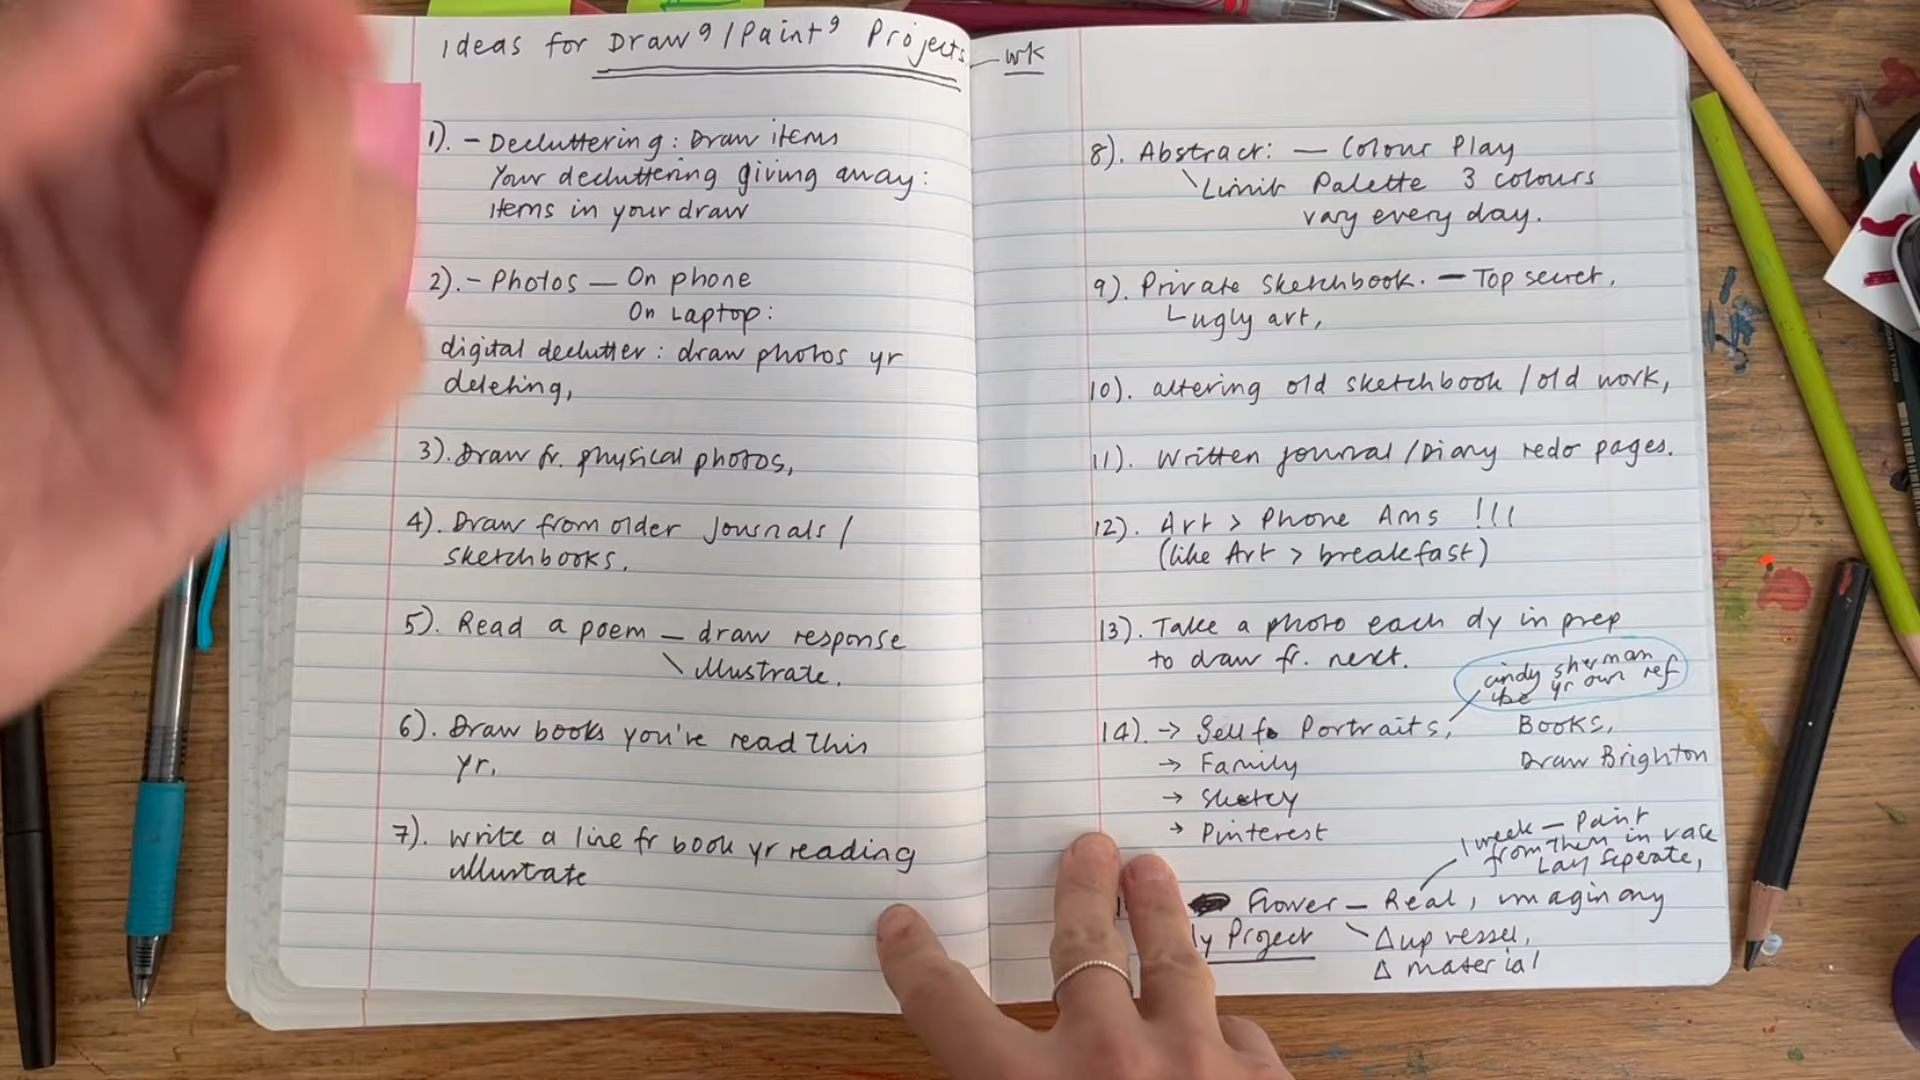 Ideas for Drawg/Paintg Projects – wk
1). – Decluttering : Draw items
Your decluttering giving away :
items in your draw
2). – Photos – On phone
On Laptop :
digital declutter : draw photos yr
deleting,
3). Draw fr. physical photos,
4). Draw from older Journals /
sketchbooks,
5). Read a poem – draw response
illustrate.
6). Draw books you've read this
yr.
7). Write a line fr book yr reading
illustrate
8). Abstract: – Colour Play
Limit Palette 3 colours
vary every day.
9). Private Sketchbook. – Top secret,
ugly art,
10). altering old sketchbook / old work,
11). Written journal / Diary redo pages.
12). Art > Phone Ams !!!
(like Art > breakfast)
13). Take a photo each dy in prep
to draw fr. next.
cindy sherman
be yr own ref
14). → Self Portraits, Books,
→ Family Draw Brighton
→ Sktchy
→ Pinterest
1 week – Paint
from them in vase
Lay seperate,
Flower – Real, imaginary
Project Δ up vessel,
Δ material